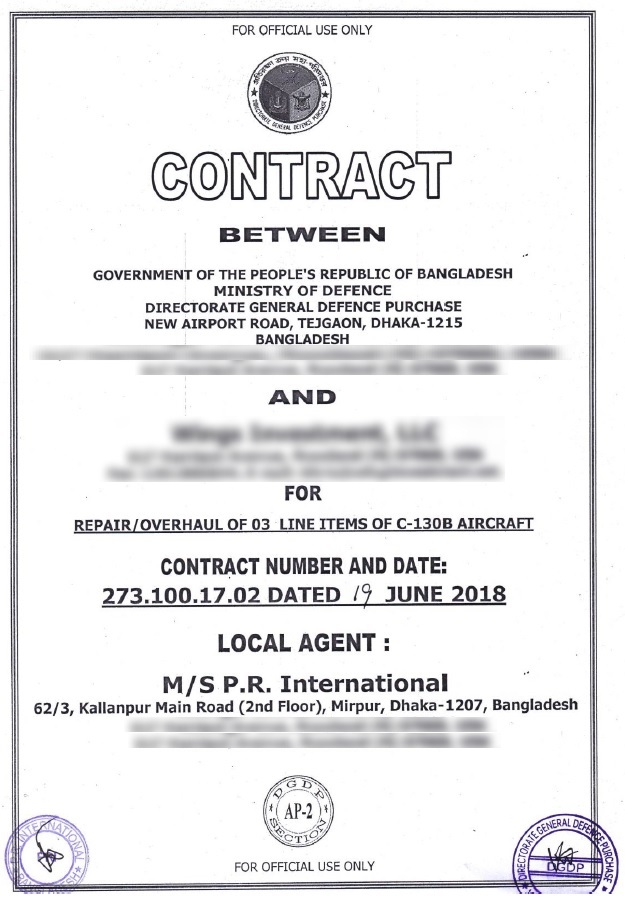 FOR OFFICIAL USE ONLY
DIRECTORATE GENERAL DEFENCE PURCHASE
CONTRACT
BETWEEN
GOVERNMENT OF THE PEOPLE'S REPUBLIC OF BANGLADESH
MINISTRY OF DEFENCE
DIRECTORATE GENERAL DEFENCE PURCHASE
NEW AIRPORT ROAD, TEJGAON, DHAKA-1215
BANGLADESH
AND
FOR
REPAIR/OVERHAUL OF 03 LINE ITEMS OF C-130B AIRCRAFT
CONTRACT NUMBER AND DATE:
273.100.17.02 DATED 19 JUNE 2018
LOCAL AGENT :
M/S P.R. International
62/3, Kallanpur Main Road (2nd Floor), Mirpur, Dhaka-1207, Bangladesh
DGDP
AP-2
SECTION
INTERNATIONAL
DIRECTORATE GENERAL DEFENCE PURCHASE
DGDP
FOR OFFICIAL USE ONLY